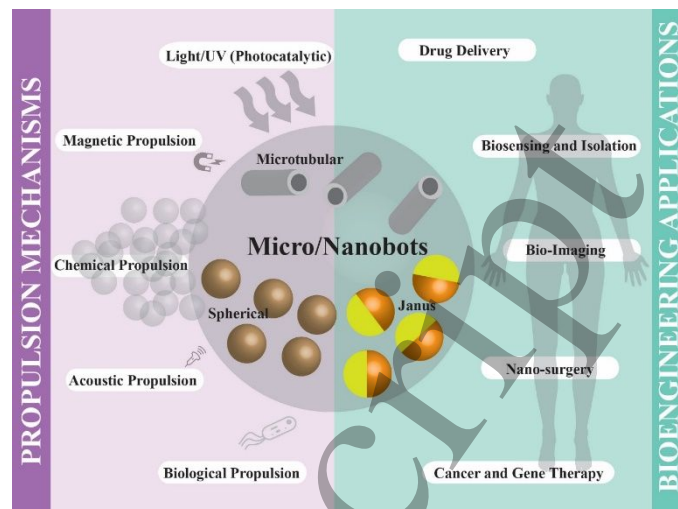 PROPULSION MECHANISMS
Light/UV (Photocatalytic)
Magnetic Propulsion
Chemical Propulsion
Acoustic Propulsion
Biological Propulsion
Microtubular
Micro/Nanobots
Spherical
Janus
Drug Delivery
Biosensing and Isolation
Bio-Imaging
Nano-surgery
Cancer and Gene Therapy
BIOENGINEERING APPLICATIONS
cript